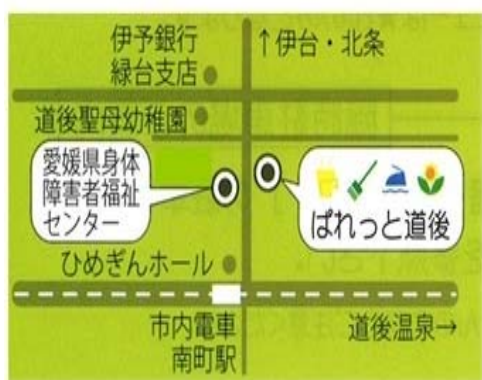 伊予銀行
緑台支店
↑伊台・北条
道後聖母幼稚園
愛媛県身体
障害者福祉
センター
ぱれっと道後
ひめぎんホール
市内電車
南町駅
道後温泉→